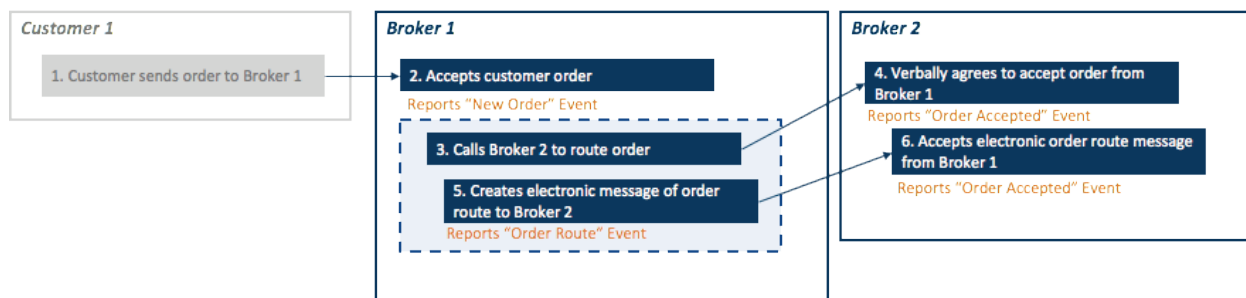 Customer 1
1. Customer sends order to Broker 1
Broker 1
2. Accepts customer order
Reports "New Order" Event
3. Calls Broker 2 to route order
5. Creates electronic message of order
route to Broker 2
Reports "Order Route" Event
Broker 2
4. Verbally agrees to accept order from
Broker 1
Reports "Order Accepted" Event
6. Accepts electronic order route message
from Broker 1
Reports "Order Accepted" Event